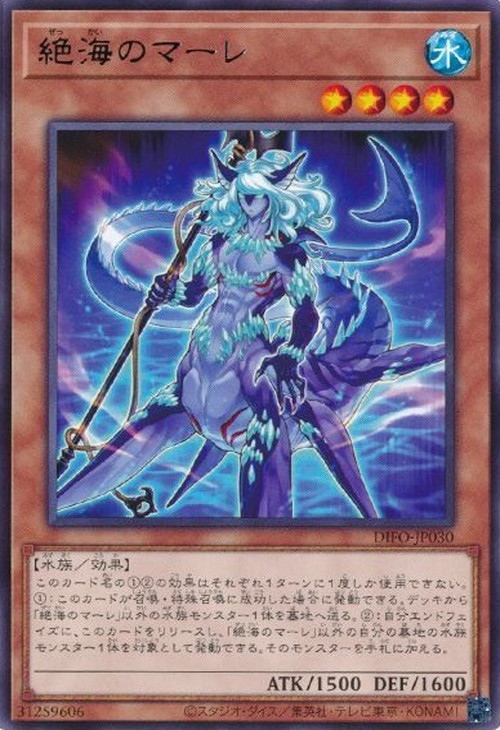 絶海のマーレ
水
DIFO-JP030
【水族/効果】
このカード名の①②の効果はそれぞれ1ターンに1度しか使用できない。
①:このカードが召喚・特殊召喚に成功した場合に発動できる。デッキから
「絶海のマーレ」以外の水族モンスター1体を墓地へ送る。②:自分エンドフェ
イズに、このカードをリリースし、「絶海のマーレ」以外の自分の墓地の水族
モンスター1体を対象として発動できる。そのモンスターを手札に加える。
ATK/1500 DEF/1600
31259606 ©スタジオ・ダイス/集英社・テレビ東京・KONAMI